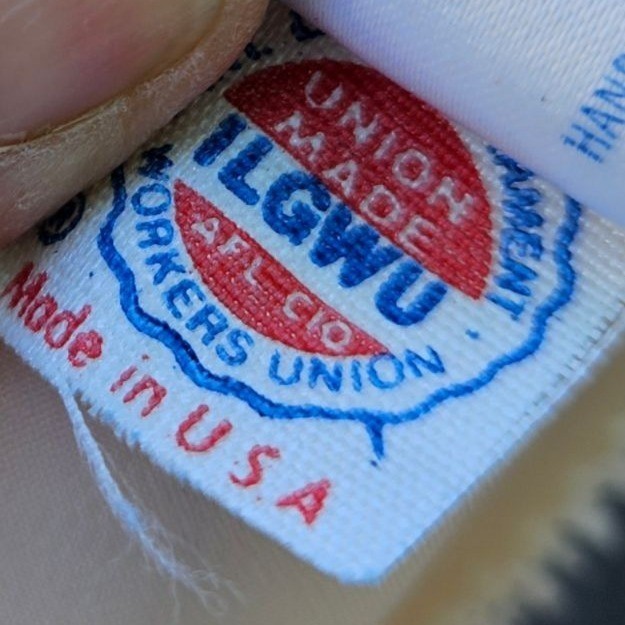 UNION
MADE
ILGWU
AFL CIO
WORKERS UNION
Made in U.S.A